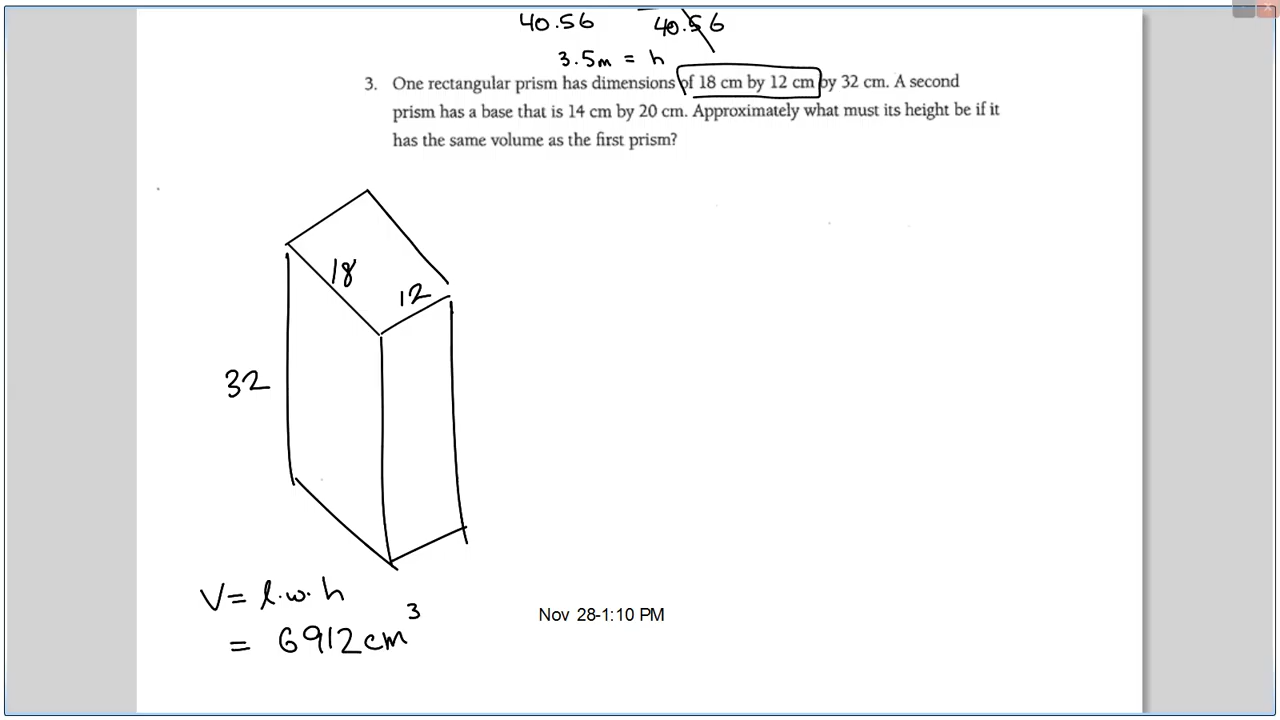 40.56 40.56
3.5m = h
3. One rectangular prism has dimensions of 18 cm by 12 cm by 32 cm. A second
prism has a base that is 14 cm by 20 cm. Approximately what must its height be if it
has the same volume as the first prism?
18
12
32
V= l.w.h
= 6912cm³
Nov 28-1:10 PM